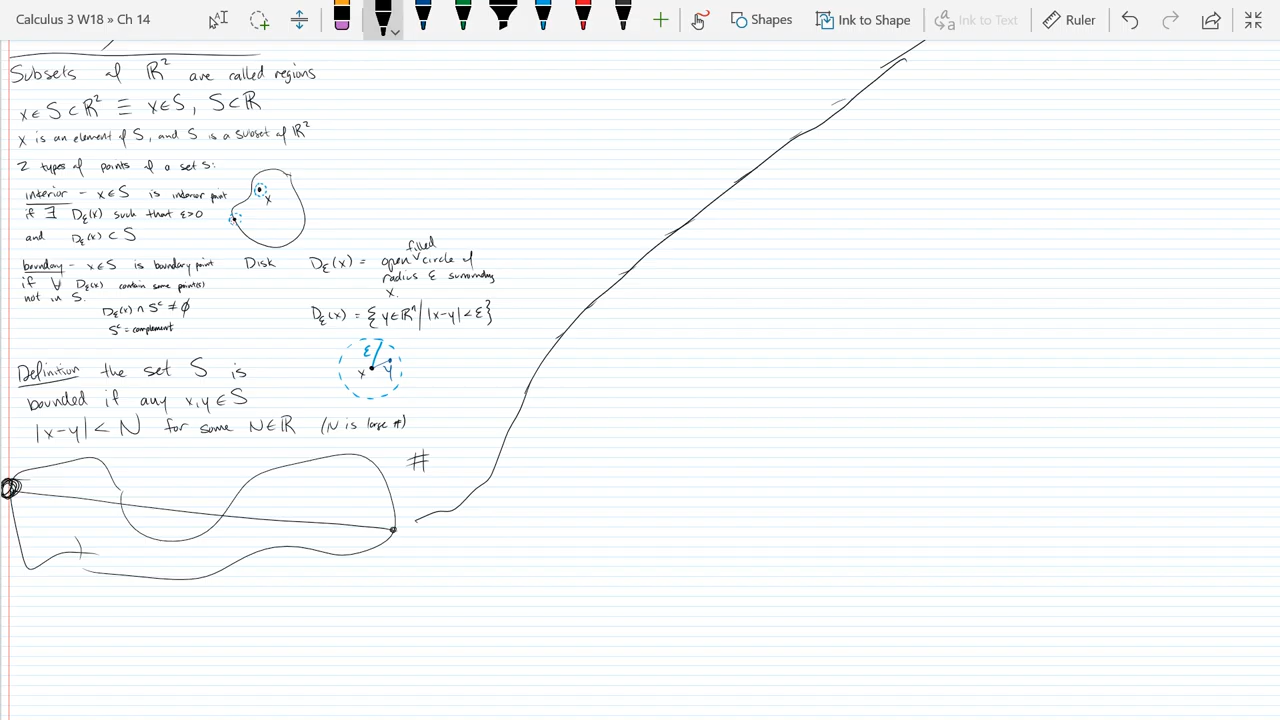 Calculus 3 W18 » Ch 14
Shapes
Ink to Shape
Ink to Text
Ruler
Subsets of ℝ² are called regions
x ∈ S ⊂ ℝ² ≡ x ∈ S, S ⊂ ℝ
x is an element of S, and S is a subset of ℝ²
2 types of points of a set S:
interior - x ∈ S is interior point
if ∃ D_ε(x) such that ε>0
and D_ε(x) ⊂ S
x
boundary - x ∈ S is boundary point
if ∀ D_ε(x) contain some point(s)
not in S.
D_ε(x) ∩ Sᶜ ≠ ∅
Sᶜ = complement
Disk D_ε(x) = open ∨ circle of
filled
radius ε surrounding
x.
D_ε(x) = {y ∈ ℝⁿ | |x-y| < ε}
ε
x y
Definition the set S is
bounded if any x,y ∈ S
|x-y| < N for some N ∈ ℝ (N is large #)
#